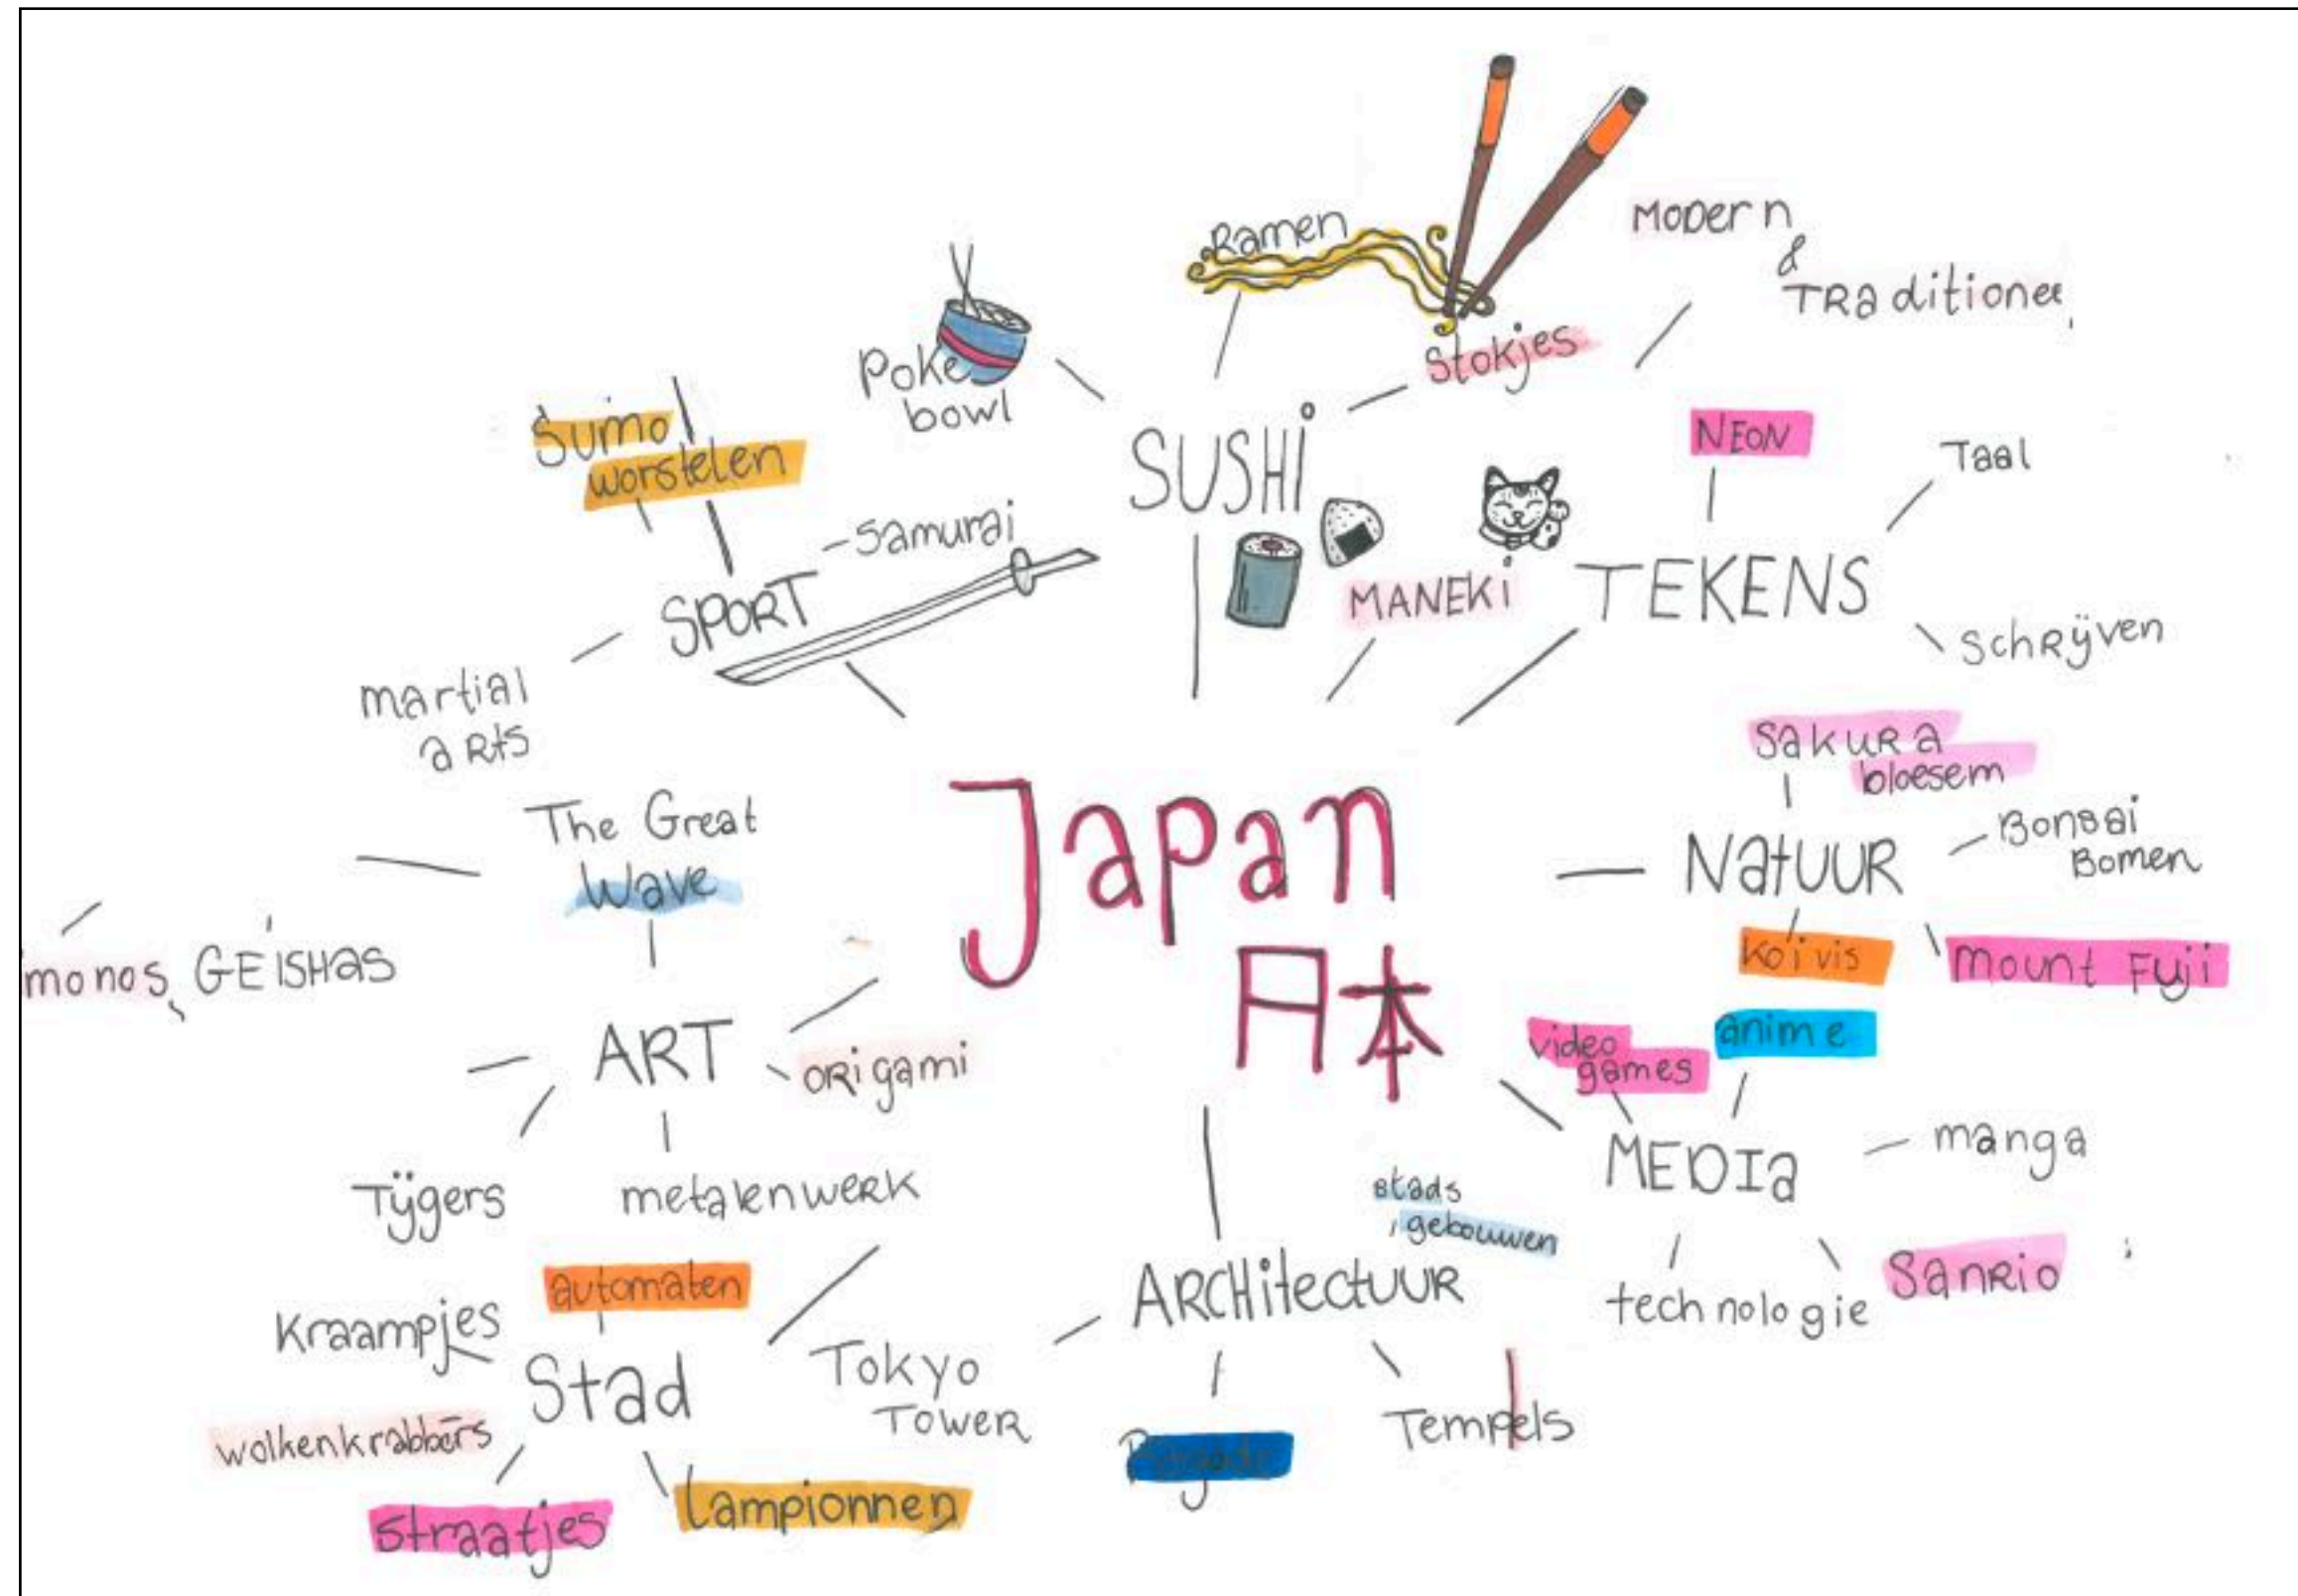 Ramen
MODern
&
TRaditionee
Stokjes
Poke
bowl
Sumo
worstelen
SUSHi
NEON
Taal
Samurai
SPORT
MANEKi
TEKENS
schRijven
martial
aRts
Sakura
bloesem
The Great
Wave
Japan
日本
NatUUR
Bonsai
Bomen
Koi vis
mount Fuji
monos
GEISHas
ART
ORigami
video
games
anime
MEDIa
manga
Tijgers
metalenwerk
stads
gebouwen
ARCHitectUUR
technologie
SanRio
automaten
Kraampjes
Stad
TOKYO
TOWER
Tempels
wolkenkrabbers
Pagode
straatjes
Lampionnen